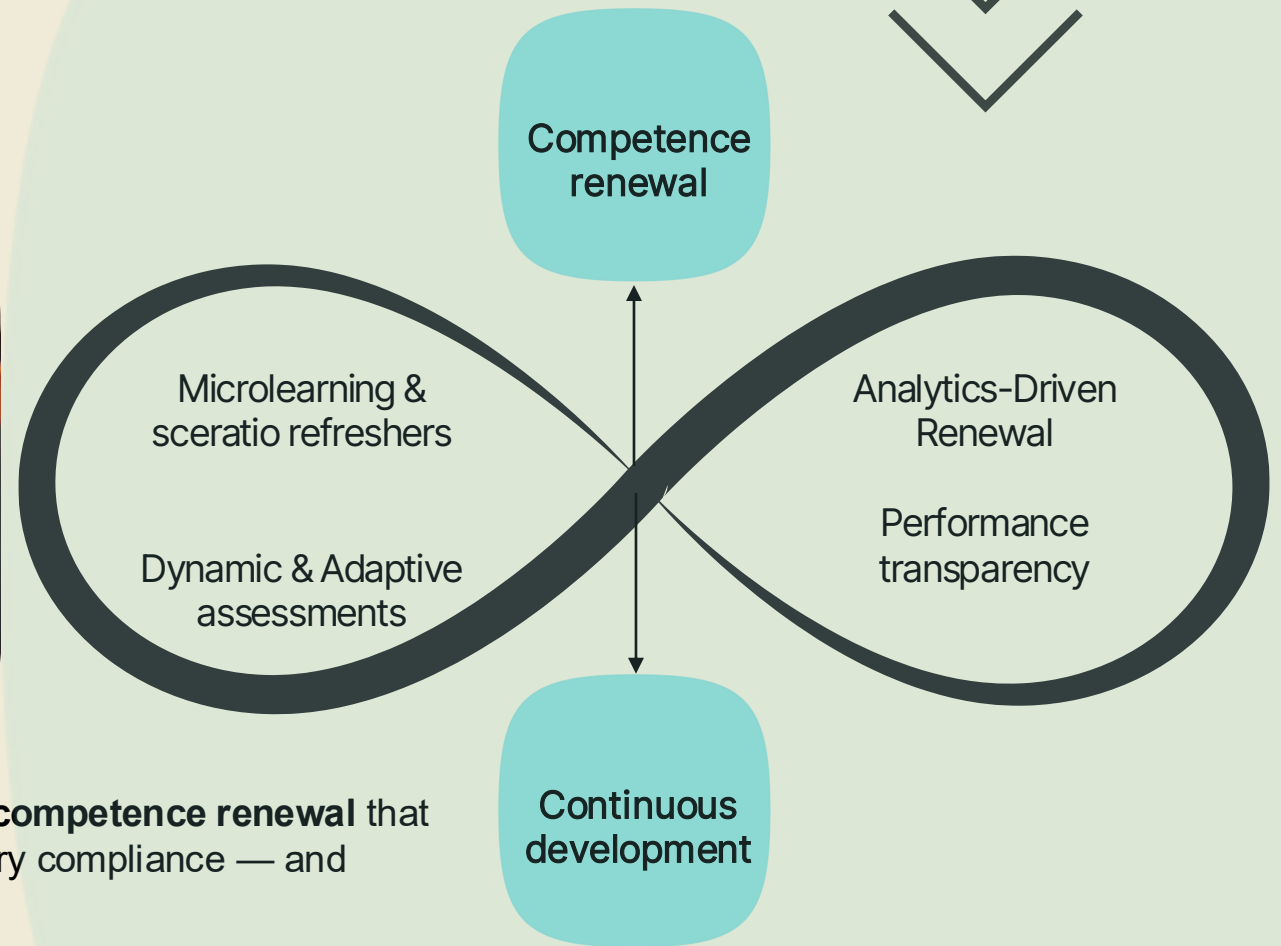 Competence
renewal
Microlearning &
sceratio refreshers
Dynamic & Adaptive
assessments
Analytics-Driven
Renewal
Performance
transparency
competence renewal that
compliance — and
Continuous
development